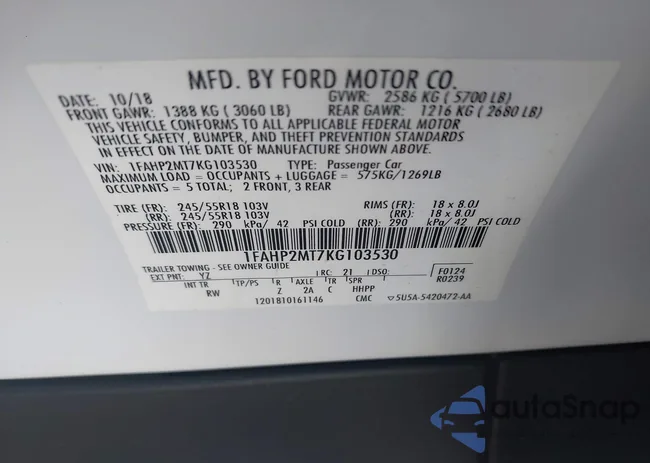 MFD. BY FORD MOTOR CO.
DATE: 10/18 GVWR: 2586 KG ( 5700 LB)
FRONT GAWR: 1388 KG ( 3060 LB) REAR GAWR: 1216 KG ( 2680 LB)
THIS VEHICLE CONFORMS TO ALL APPLICABLE FEDERAL MOTOR
VEHICLE SAFETY, BUMPER, AND THEFT PREVENTION STANDARDS
IN EFFECT ON THE DATE OF MANUFACTURE SHOWN ABOVE.
VIN: 1FAHP2MT7KG103530 TYPE: Passenger Car
MAXIMUM LOAD = OCCUPANTS + LUGGAGE = 575KG/1269LB
OCCUPANTS = 5 TOTAL; 2 FRONT, 3 REAR
TIRE (FR): 245/55R18 103V RIMS (FR): 18 x 8.0J
(RR): 245/55R18 103V (RR): 18 x 8.0J
PRESSURE (FR): 290 kPa/ 42 PSI COLD (RR): 290 kPa/ 42 PSI COLD
1FAHP2MT7KG103530
TRAILER TOWING - SEE OWNER GUIDE
EXT PNT: YZ RC: 21 DSO: F0124
R0239
INT TR TP/PS R AXLE TR SPR
RW Z 2A C HHPP
1201810161146 CMC 5U5A-5420472-AA
autoSnap